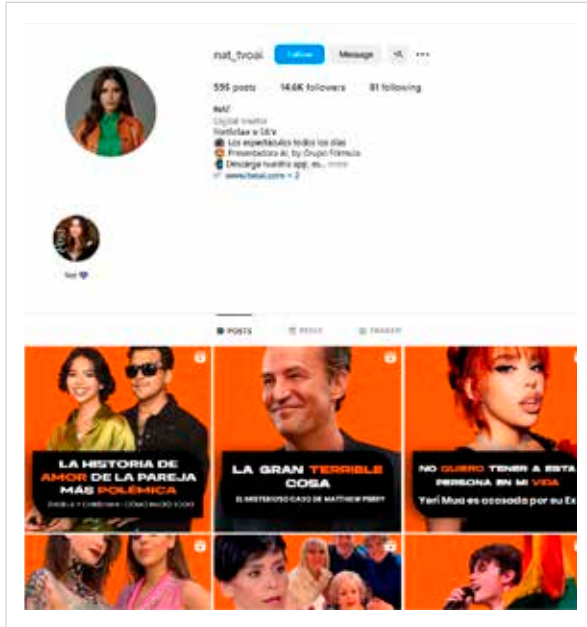 nat_tvoai Follow Message
595 posts 14.6K followers 81 following
NAT
Digital creator
Noticias a
Los espectáculos todos los días
Presentadora AI, by Grupo Fórmula
Descarga nuestra app, es... more
POSTS REELS TAGGED
Nat
LA HISTORIA DE
AMOR DE LA PAREJA
MÁS POLÉMICA
LA GRAN TERRIBLE
COSA
EL MISTERIOSO CASO DE MATTHEW PERRY
NO QUIERO TENER A ESTA
PERSONA EN MI VIDA
Yeri Mua es acosada por su Ex